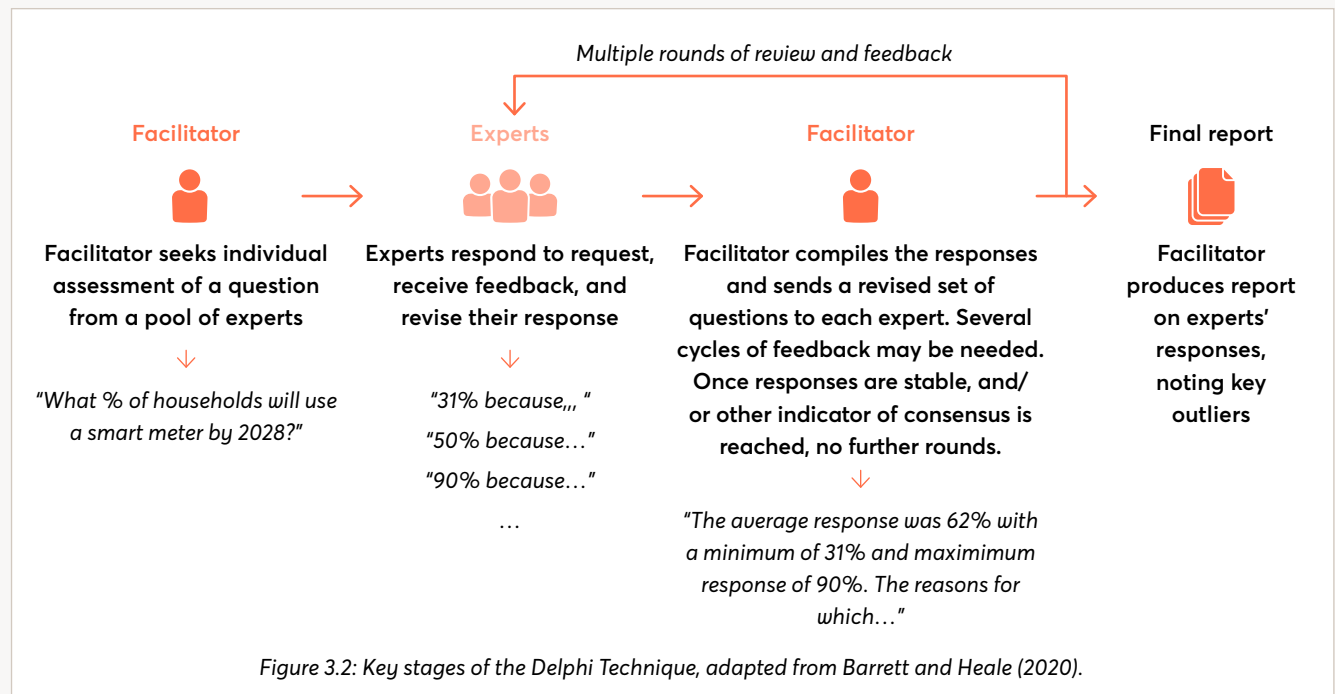 Multiple rounds of review and feedback
Facilitator
Facilitator seeks individual
assessment of a question
from a pool of experts
"What % of households will use
a smart meter by 2028?"
Experts
Experts respond to request,
receive feedback, and
revise their response
"31% because,,, "
"50% because…"
"90% because…"
…
Facilitator
Facilitator compiles the responses
and sends a revised set of
questions to each expert. Several
cycles of feedback may be needed.
Once responses are stable, and/
or other indicator of consensus is
reached, no further rounds.
"The average response was 62% with
a minimum of 31% and maximimum
response of 90%. The reasons for
which…"
Final report
Facilitator
produces report
on experts'
responses,
noting key
outliers
Figure 3.2: Key stages of the Delphi Technique, adapted from Barrett and Heale (2020).